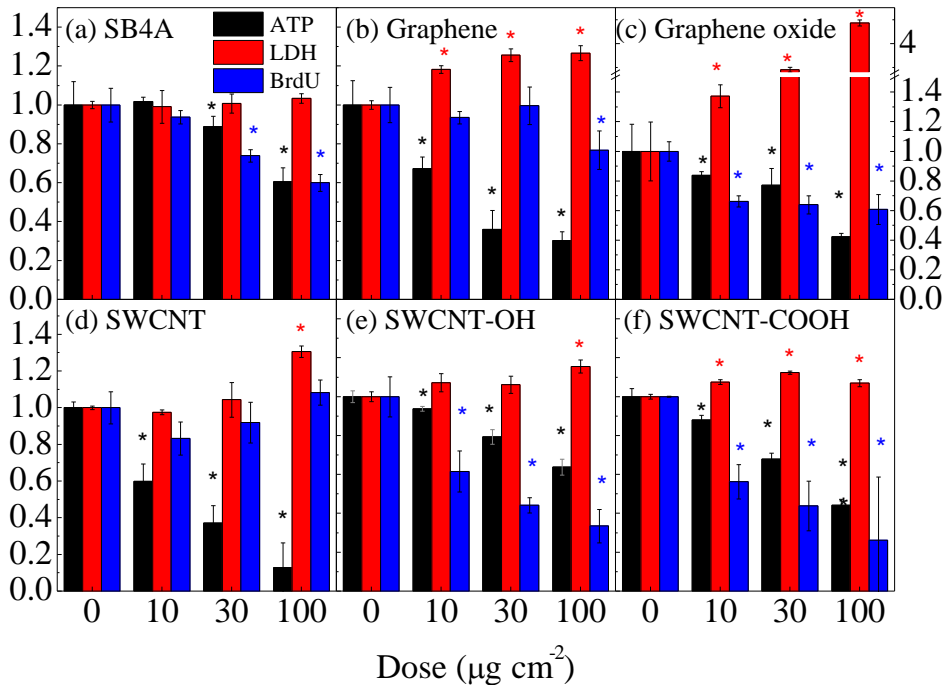 (a) SB4A
ATP
LDH
BrdU
(b) Graphene
(c) Graphene oxide
1.4
1.2
1.0
0.8
0.6
0.4
0.2
0.0
4
1.4
1.2
1.0
0.8
0.6
0.4
0.2
0.0
* * * * *
* * * * * * *
* * * * * * * * *
(d) SWCNT
(e) SWCNT-OH
(f) SWCNT-COOH
1.4
1.2
1.0
0.8
0.6
0.4
0.2
0.0
* * * *
* * * * * * *
* * * * * * * * * *
0 10 30 100 0 10 30 100 0 10 30 100
Dose (μg cm-2)